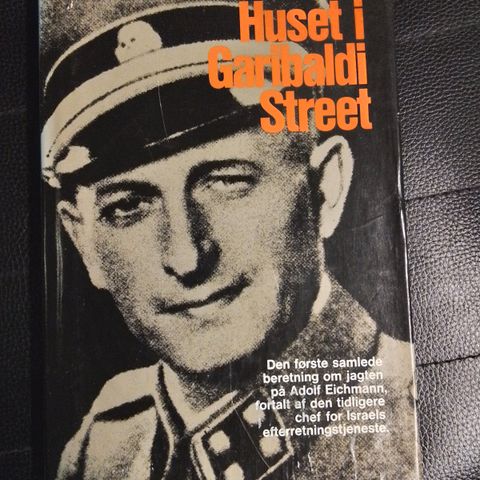 Huset i
Garibaldi
Street
Den første samlede
beretning om jagten
på Adolf Eichmann,
fortalt af den tidligere
chef for Israels
efterretningstjeneste.